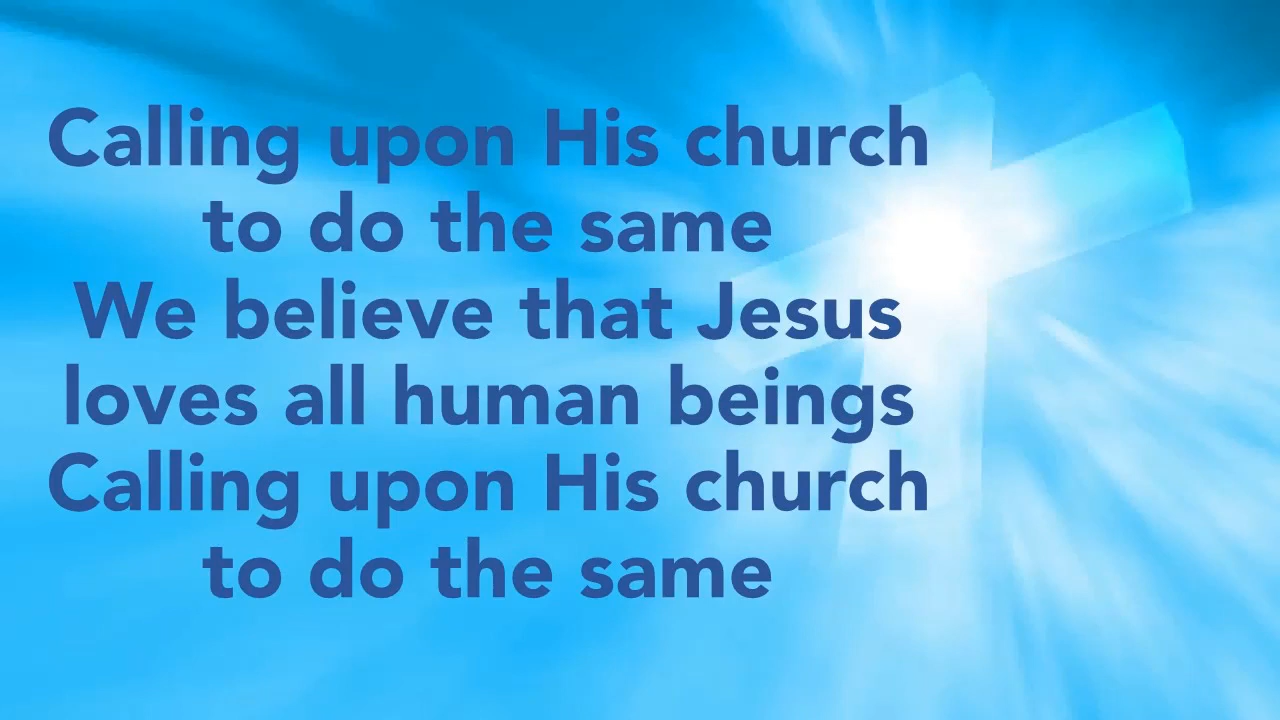 Calling upon His church
to do the same
We believe that Jesus
loves all human beings
Calling upon His church
to do the same